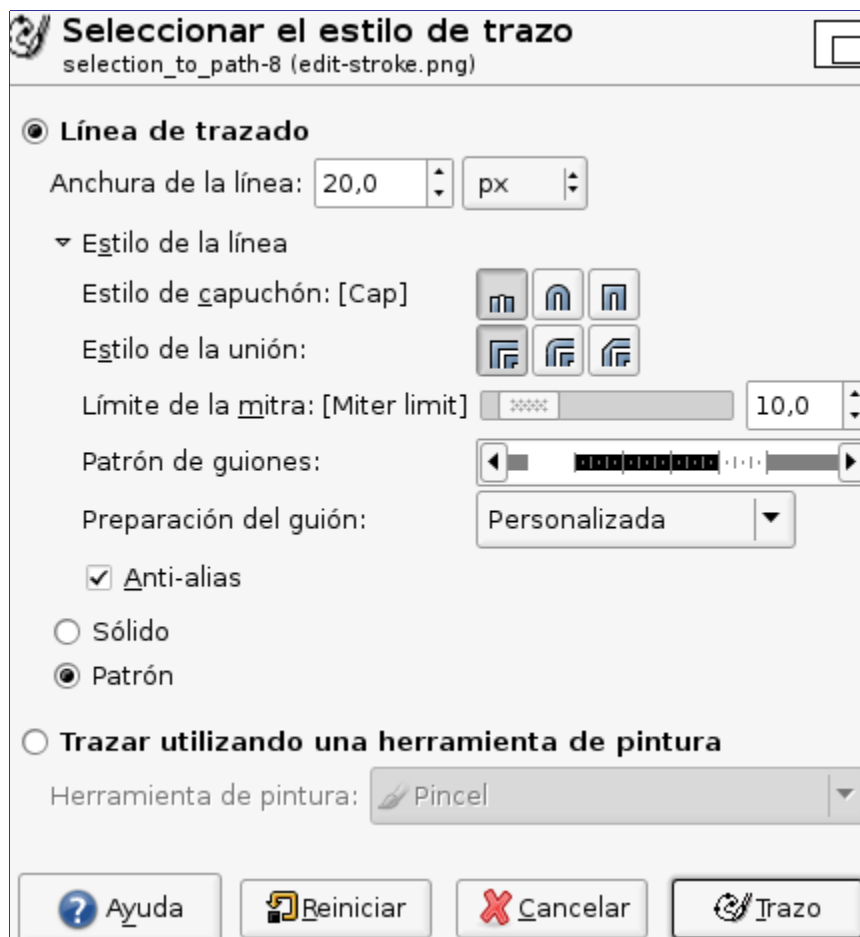 Seleccionar el estilo de trazo
selection_to_path-8 (edit-stroke.png)
Línea de trazado
Anchura de la línea: 20,0 px
Estilo de la línea
Estilo de capuchón: [Cap]
Estilo de la unión:
Límite de la mitra: [Miter limit] 10,0
Patrón de guiones:
Preparación del guión: Personalizada
Anti-alias
Sólido
Patrón
Trazar utilizando una herramienta de pintura
Herramienta de pintura: Pincel
Ayuda Reiniciar Cancelar Trazo